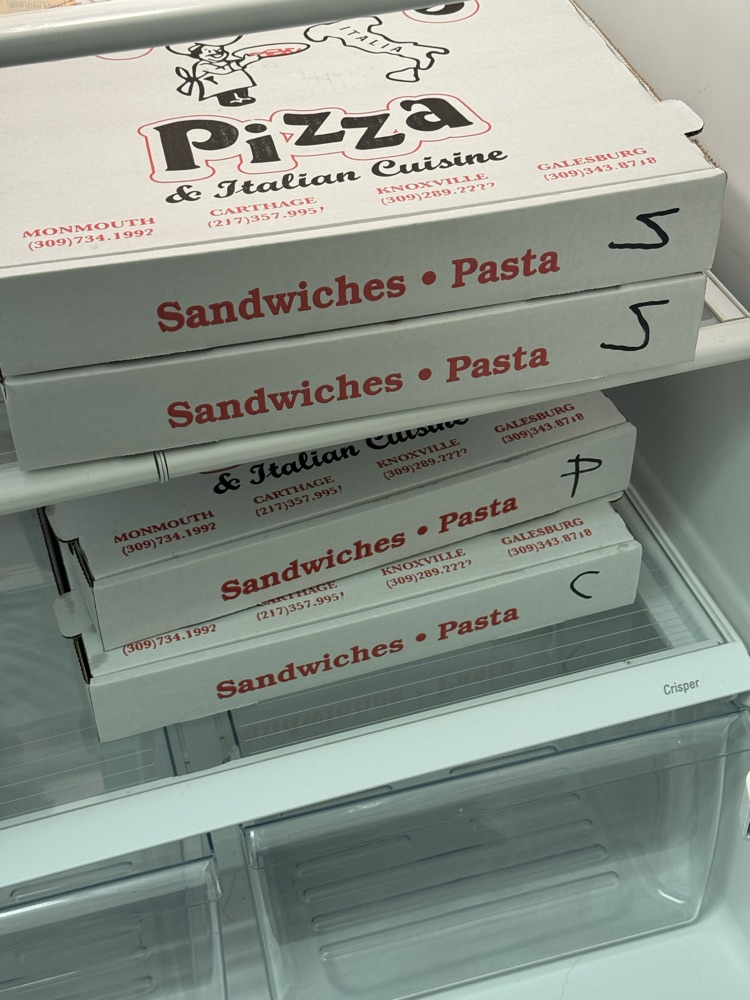 ITALIA
Pizza
& Italian Cuisine
MONMOUTH
(309)734.1992
CARTHAGE
(217)357.9951
KNOXVILLE
(309)289.2222
GALESBURG
(309)343.8718
S
Sandwiches • Pasta
S
Sandwiches • Pasta
& Italian Cuisine
MONMOUTH
(309)734.1992
CARTHAGE
(217)357.9951
KNOXVILLE
(309)289.2222
GALESBURG
(309)343.8718
P
Sandwiches • Pasta
(309)734.1992
CARTHAGE
(217)357.9951
KNOXVILLE
(309)289.2222
GALESBURG
(309)343.8718
C
Sandwiches • Pasta
Crisper